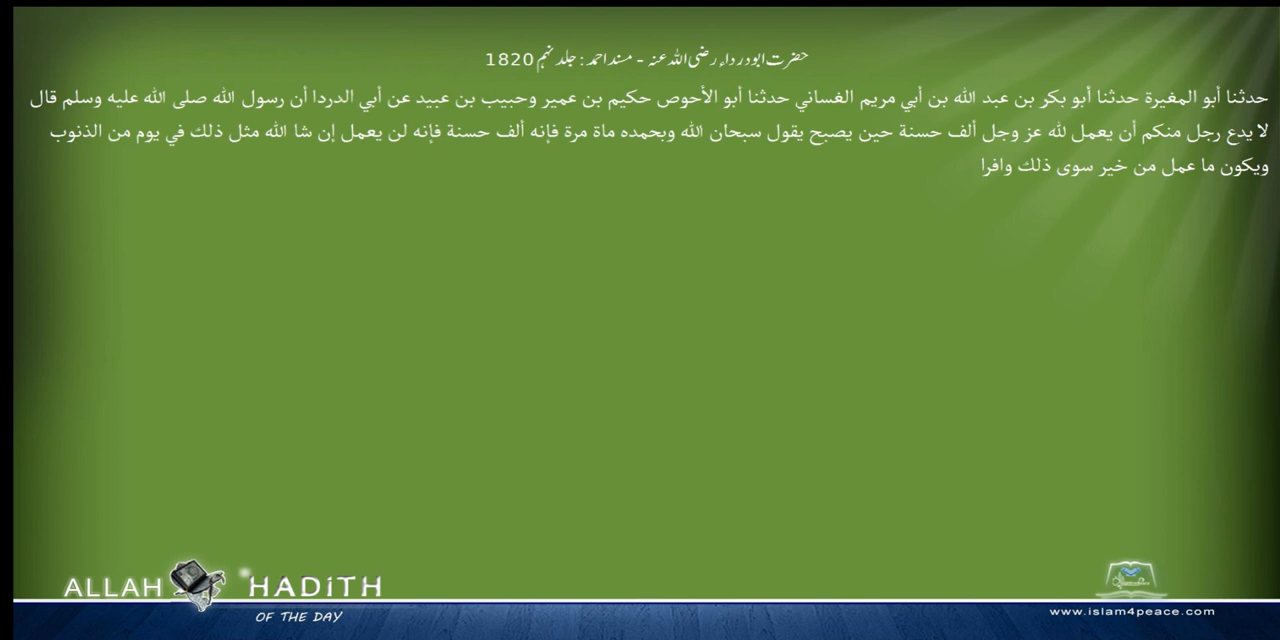 حضرت ابودرداء رضی اللہ عنہ - مسند احمد : جلد نہم 1820
حدثنا أبو المغيرة حدثنا أبو بكر بن عبد الله بن أبي مريم الغساني حدثنا أبو الأحوص حكيم بن عمير وحبيب بن عبيد عن أبي الدردا أن رسول الله صلى الله عليه وسلم قال
لا يدع رجل منكم أن يعمل لله عز وجل ألف حسنة حين يصبح يقول سبحان الله وبحمده ماة مرة فإنه ألف حسنة فإنه لن يعمل إن شا الله مثل ذلك في يوم من الذنوب
ويكون ما عمل من خير سوى ذلك وافرا
ALLAH HADiTH
OF THE DAY
www.islam4peace.com